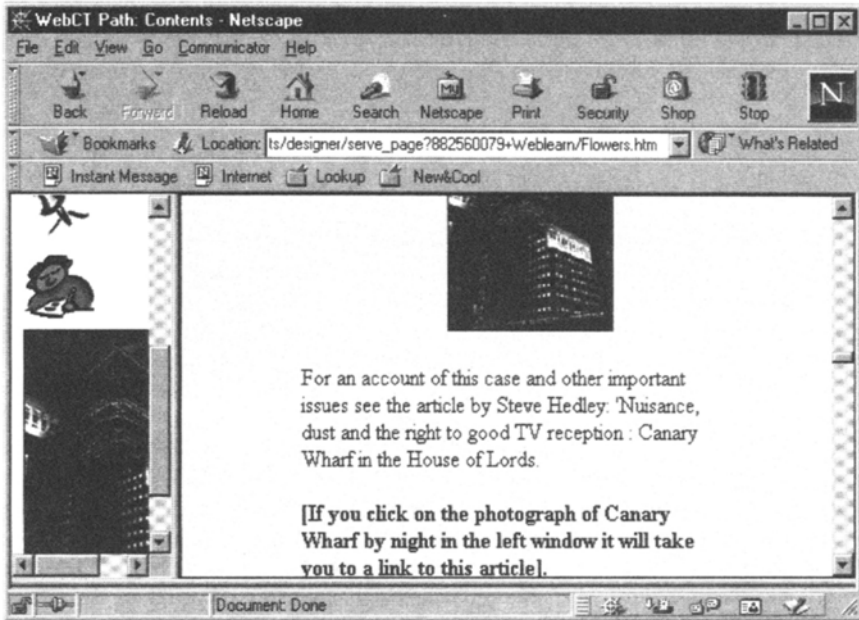 WebCT Path: Contents - Netscape
File Edit View Go Communicator Help
Back Forward Reload Home Search Netscape Print Security Shop Stop
N
Bookmarks Location: ts/designer/serve_page?882560079+Weblearn/Flowers.htm What's Related
Instant Message Internet Lookup New&Cool
For an account of this case and other important
issues see the article by Steve Hedley: 'Nuisance,
dust and the right to good TV reception : Canary
Wharf in the House of Lords.
[If you click on the photograph of Canary
Wharf by night in the left window it will take
you to a link to this article].
Document: Done